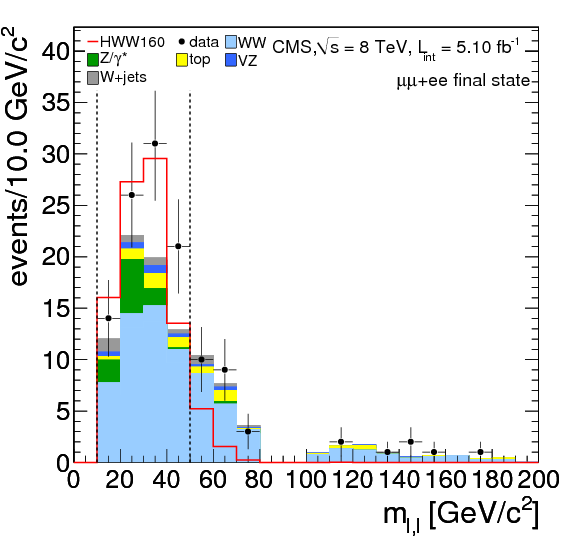 HWW160 data WW CMS,√s = 8 TeV, L_int = 5.10 fb⁻¹
Z/γ* top VZ
W+jets
μμ+ee final state
events/10.0 GeV/c²
40
35
30
25
20
15
10
5
0
0 20 40 60 80 100 120 140 160 180 200
m_l,l [GeV/c²]